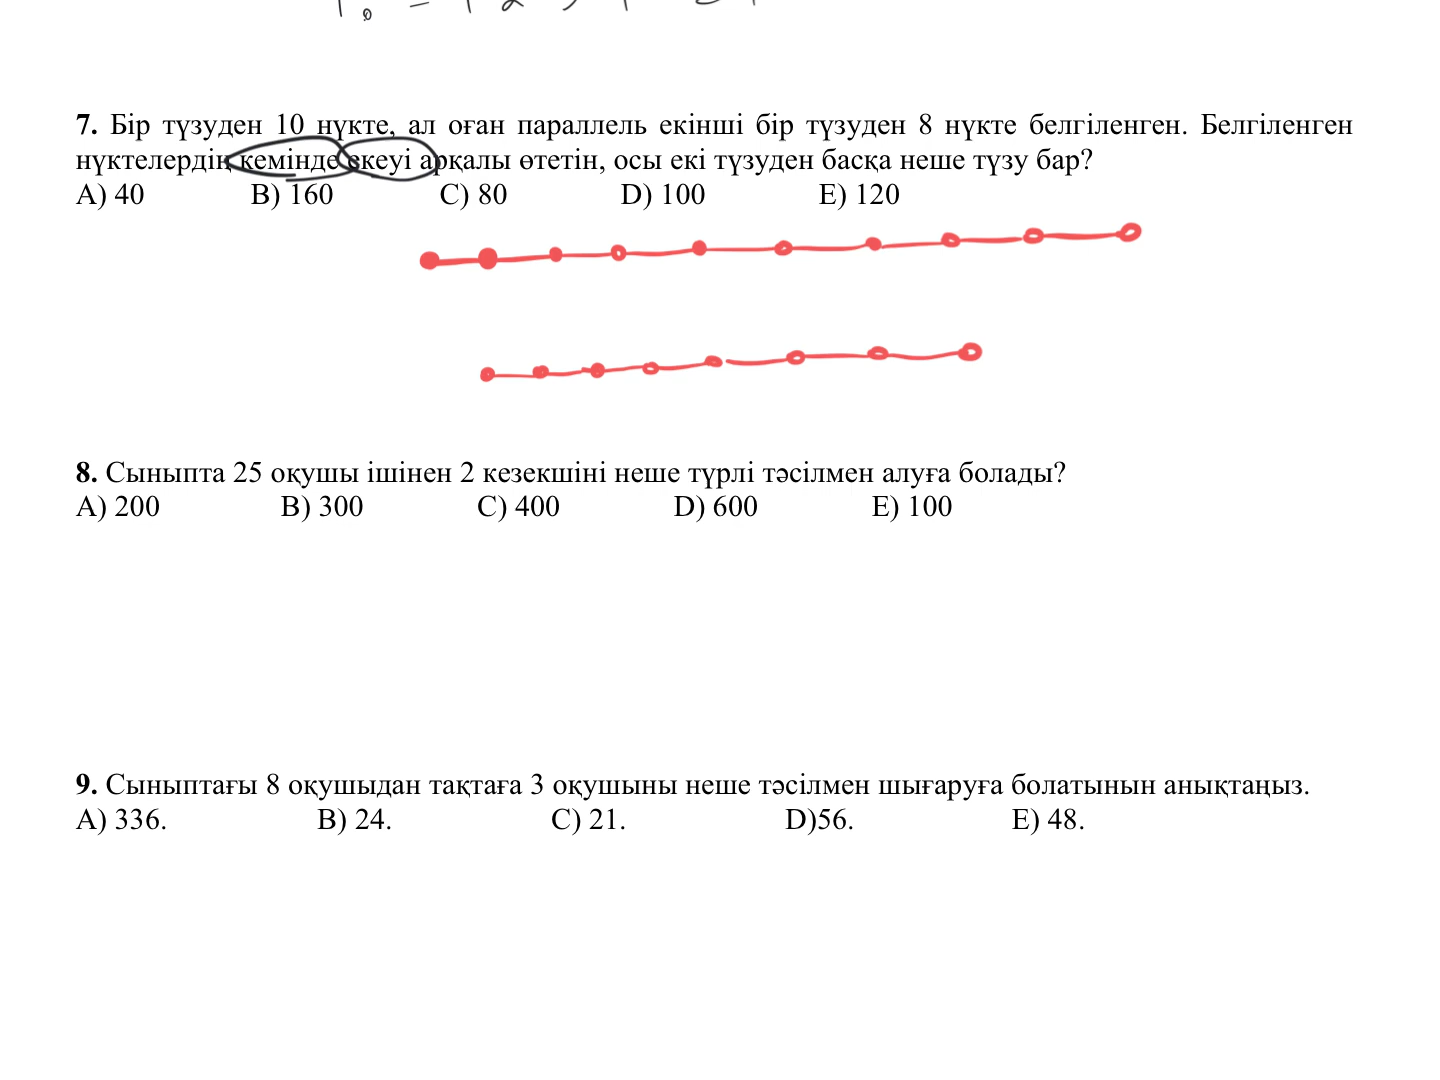 7. Бір түзуден 10 нүкте, ал оған параллель екінші бір түзуден 8 нүкте белгіленген. Белгіленген
нүктелердің кемінде екеуі арқалы өтетін, осы екі түзуден басқа неше түзу бар?
A) 40 B) 160 C) 80 D) 100 E) 120
8. Сыныпта 25 оқушы ішінен 2 кезекшіні неше түрлі тәсілмен алуға болады?
A) 200 B) 300 C) 400 D) 600 E) 100
9. Сыныптағы 8 оқушыдан тақтаға 3 оқушыны неше тәсілмен шығаруға болатынын анықтаңыз.
A) 336. B) 24. C) 21. D)56. E) 48.